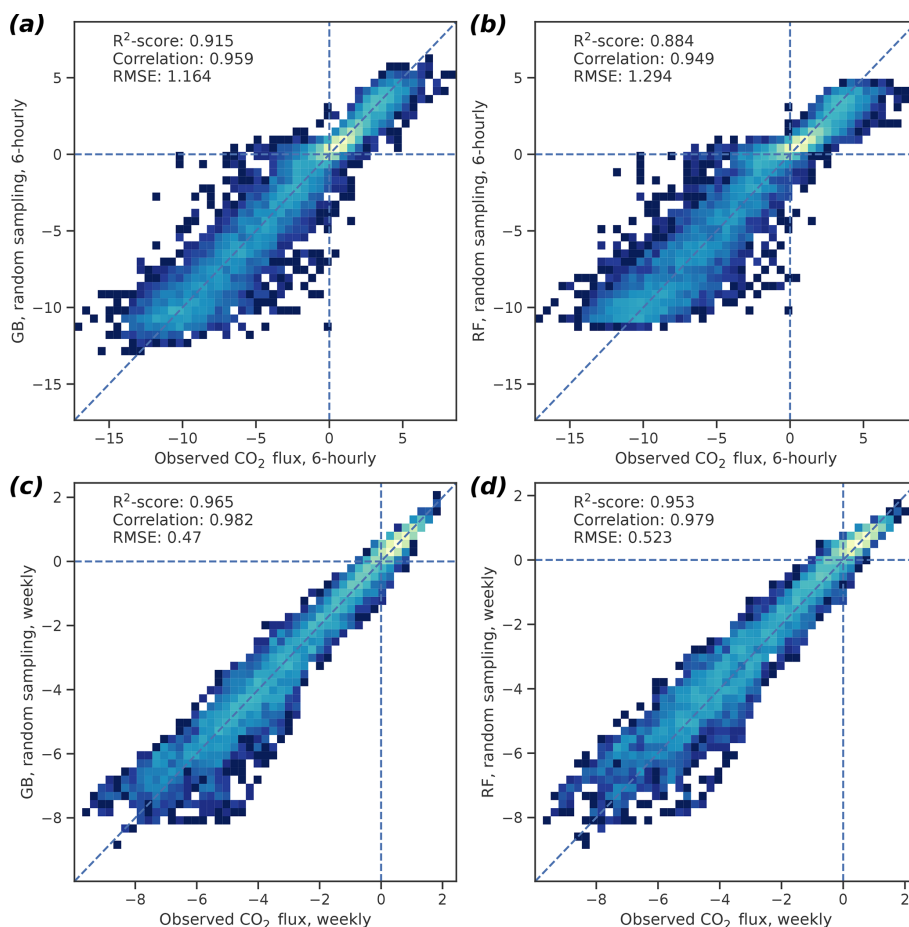 (a)
R²-score: 0.915
Correlation: 0.959
RMSE: 1.164
GB, random sampling, 6-hourly
5
0
−5
−10
−15
−15 −10 −5 0 5
Observed CO₂ flux, 6-hourly
(b)
R²-score: 0.884
Correlation: 0.949
RMSE: 1.294
RF, random sampling, 6-hourly
5
0
−5
−10
−15
−15 −10 −5 0 5
Observed CO₂ flux, 6-hourly
(c)
R²-score: 0.965
Correlation: 0.982
RMSE: 0.47
GB, random sampling, weekly
2
0
−2
−4
−6
−8
−8 −6 −4 −2 0 2
Observed CO₂ flux, weekly
(d)
R²-score: 0.953
Correlation: 0.979
RMSE: 0.523
RF, random sampling, weekly
2
0
−2
−4
−6
−8
−8 −6 −4 −2 0 2
Observed CO₂ flux, weekly